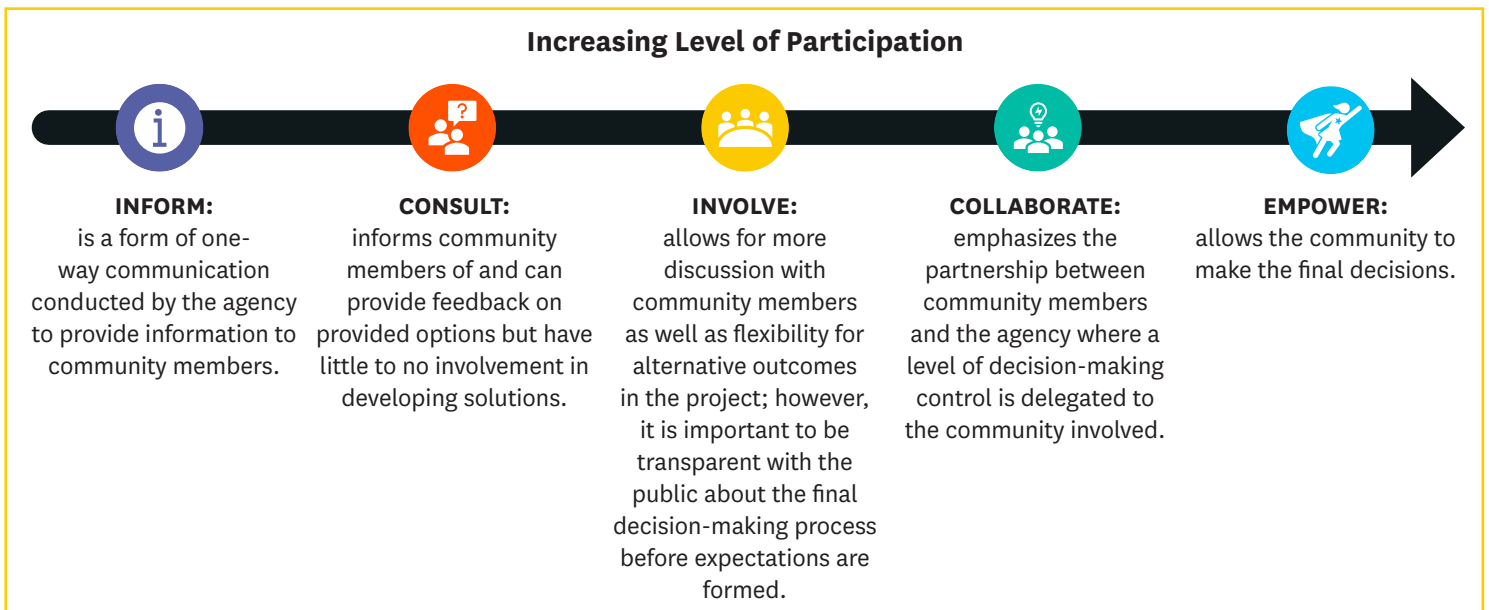 Increasing Level of Participation
i
?
INFORM:
is a form of one-
way communication
conducted by the agency
to provide information to
community members.
CONSULT:
informs community
members of and can
provide feedback on
provided options but have
little to no involvement in
developing solutions.
INVOLVE:
allows for more
discussion with
community members
as well as flexibility for
alternative outcomes
in the project; however,
it is important to be
transparent with the
public about the final
decision-making process
before expectations are
formed.
COLLABORATE:
emphasizes the
partnership between
community members
and the agency where a
level of decision-making
control is delegated to
the community involved.
EMPOWER:
allows the community to
make the final decisions.